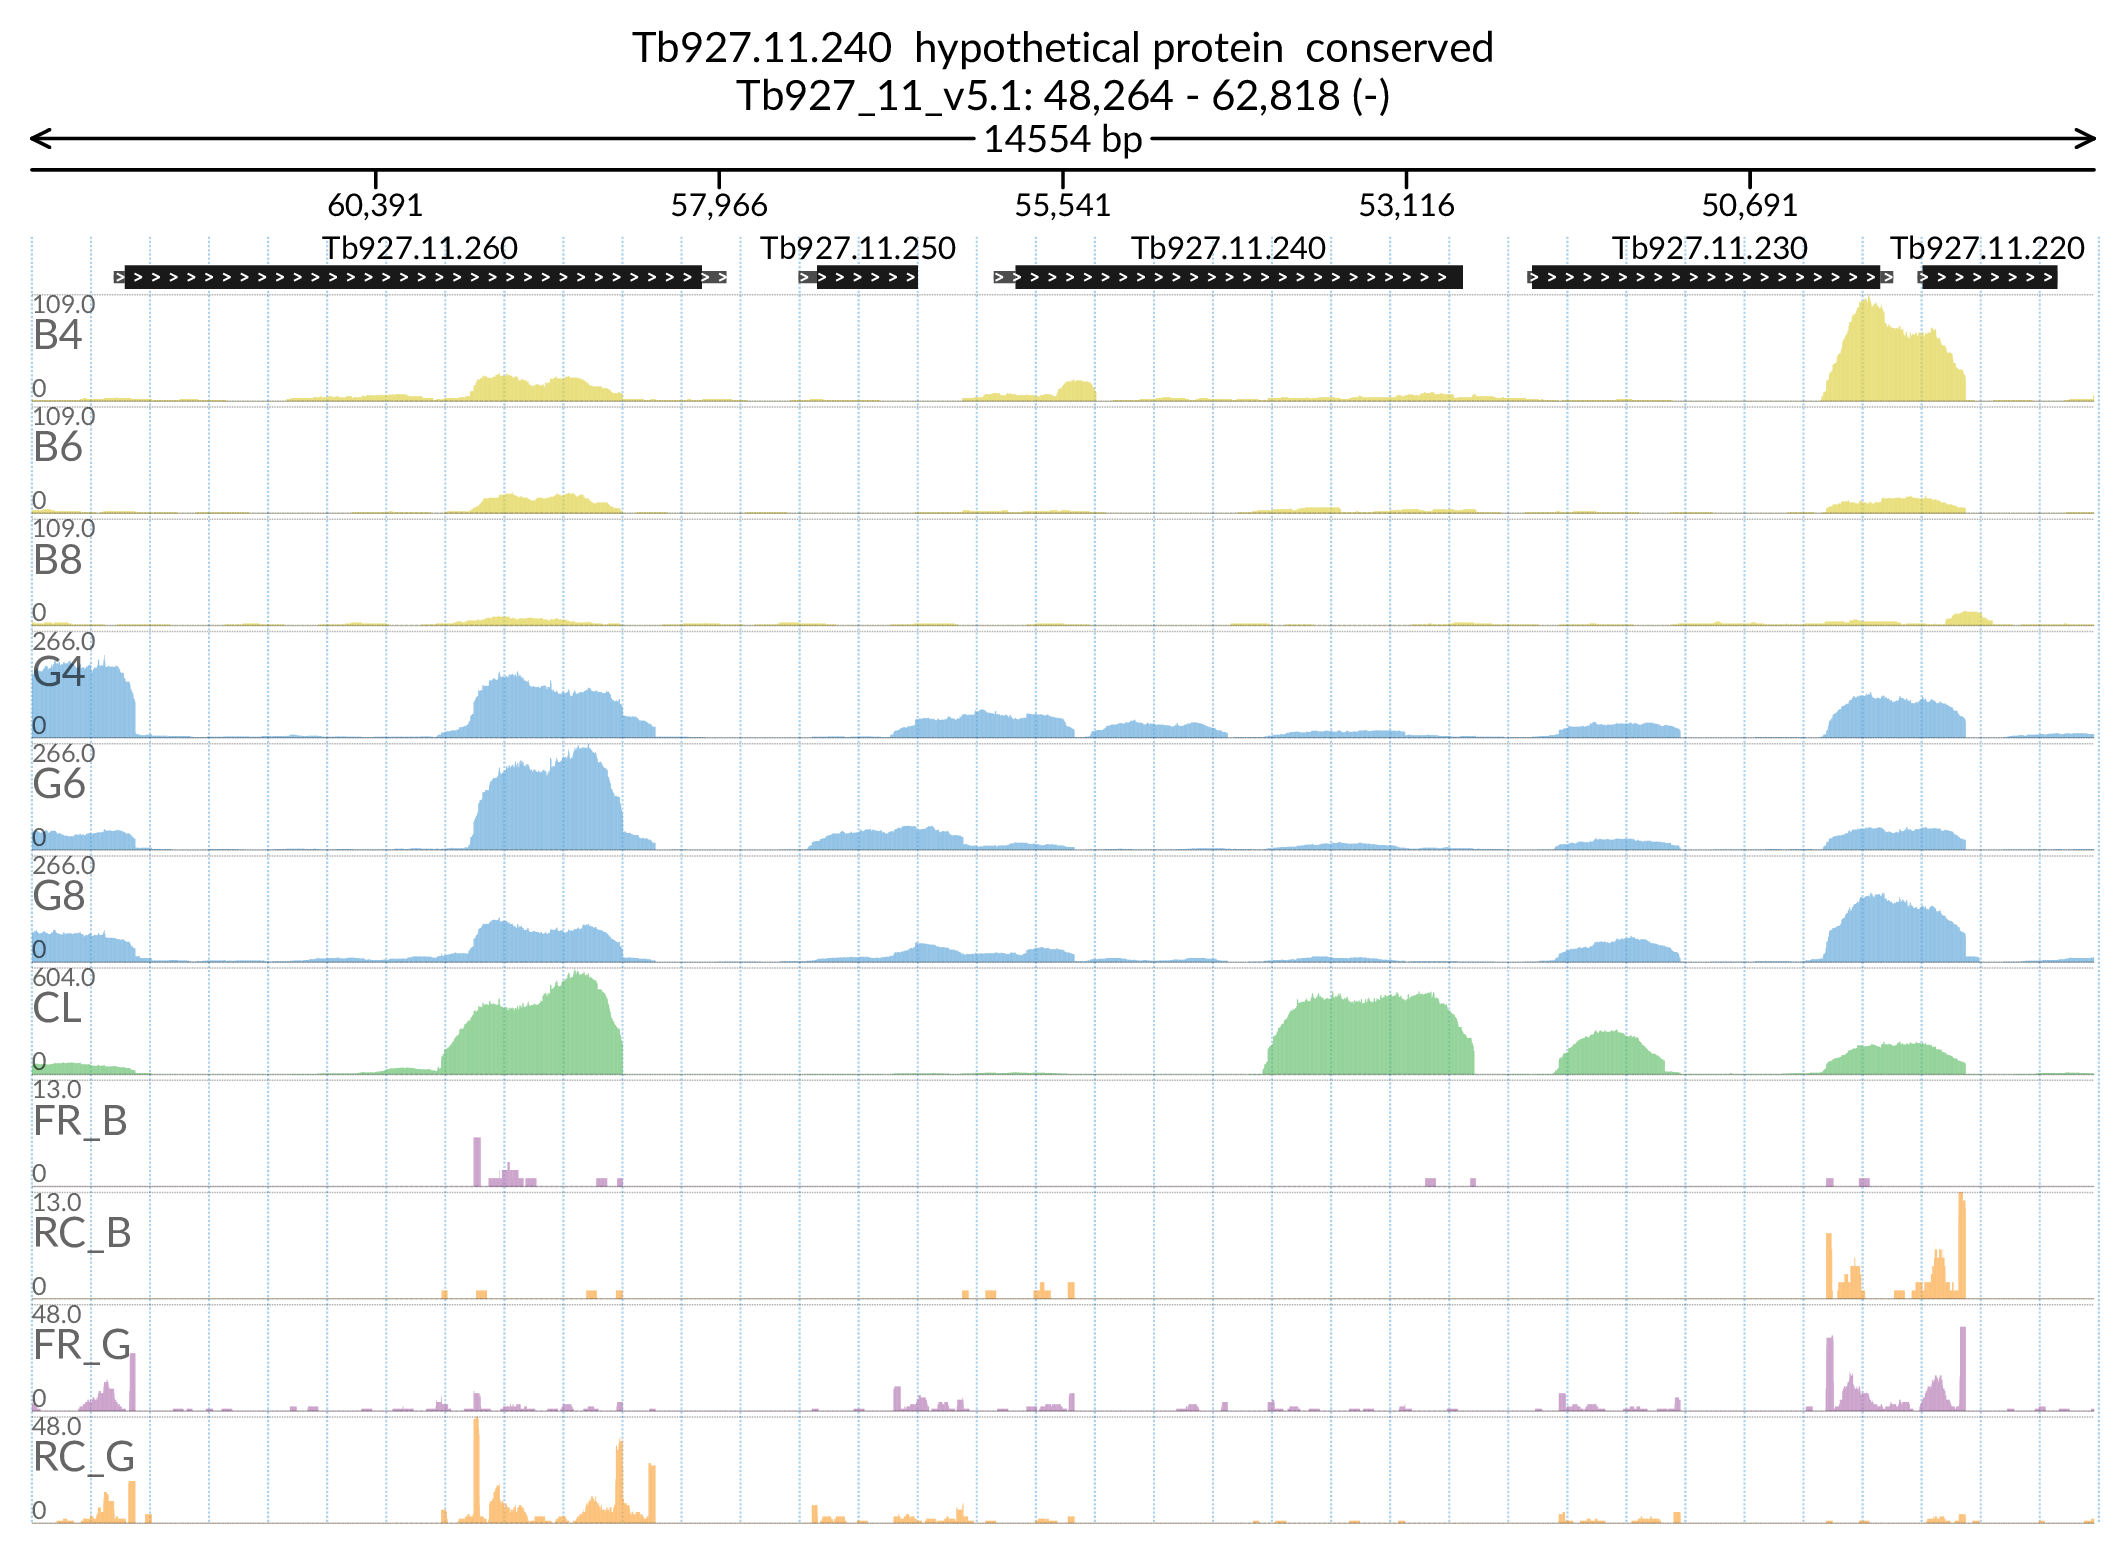 Tb927.11.240  hypothetical protein  conserved
Tb927_11_v5.1: 48,264 - 62,818 (-)
14554 bp
60,391 57,966 55,541 53,116 50,691
Tb927.11.260 Tb927.11.250 Tb927.11.240 Tb927.11.230 Tb927.11.220
109.0
B4
0
109.0
B6
0
109.0
B8
0
266.0
G4
0
266.0
G6
0
266.0
G8
0
604.0
CL
0
13.0
FR_B
0
13.0
RC_B
0
48.0
FR_G
0
48.0
RC_G
0